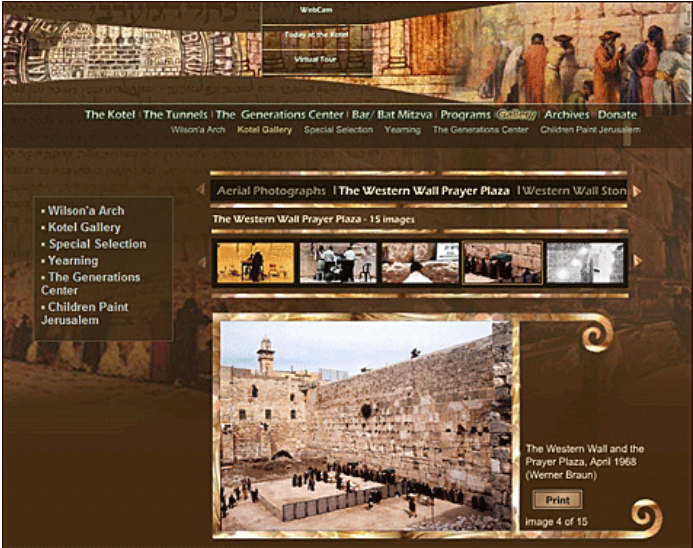 WebCam
Today at the Kotel
Virtual Tour
The Kotel The Tunnels The Generations Center Bar/ Bat Mitzva Programs Gallery Archives Donate
Wilson'a Arch Kotel Gallery Special Selection Yearning The Generations Center Children Paint Jerusalem
Aerial Photographs The Western Wall Prayer Plaza Western Wall Ston
The Western Wall Prayer Plaza - 15 images
Wilson'a Arch
Kotel Gallery
Special Selection
Yearning
The Generations
Center
Children Paint
Jerusalem
The Western Wall and the
Prayer Plaza, April 1968
(Werner Braun)
Print
image 4 of 15